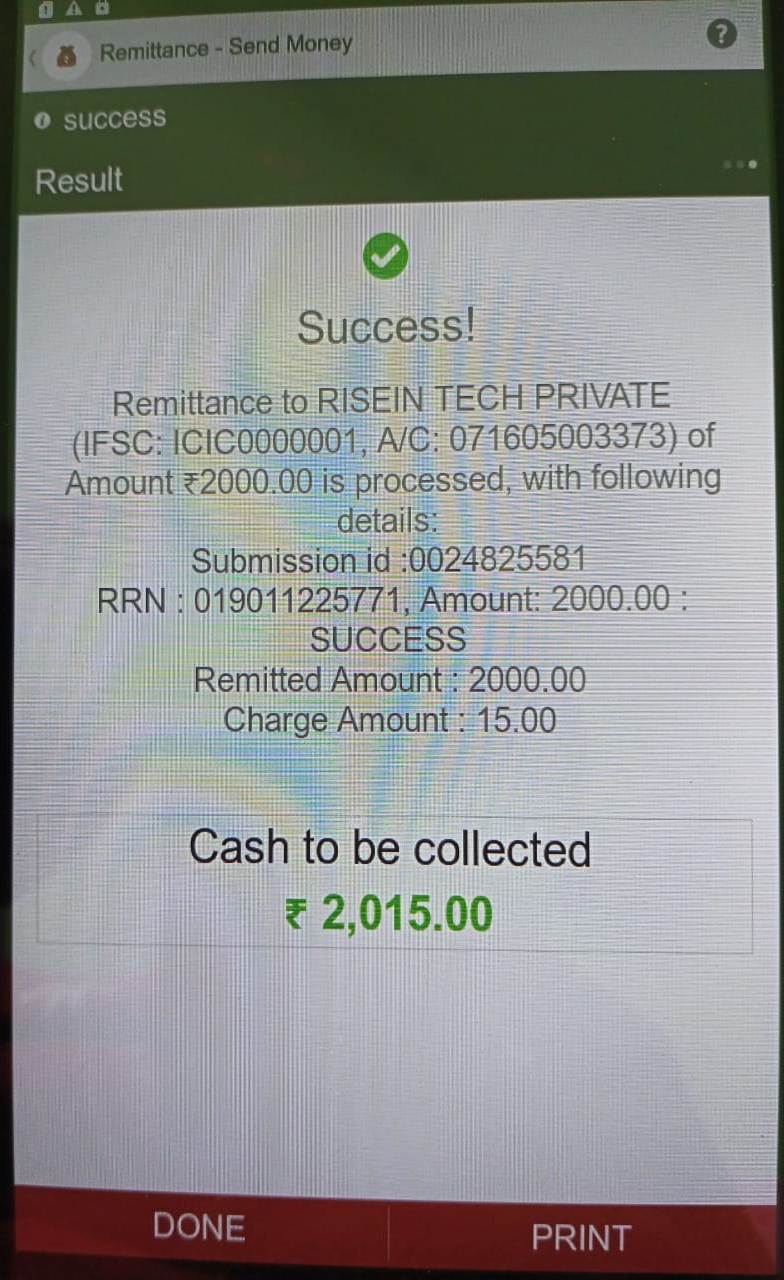 Remittance - Send Money
?
success
Result
Success!
Remittance to RISEIN TECH PRIVATE
(IFSC: ICIC0000001, A/C: 071605003373) of
Amount ₹2000.00 is processed, with following
details:
Submission id :0024825581
RRN : 019011225771, Amount: 2000.00 :
SUCCESS
Remitted Amount : 2000.00
Charge Amount : 15.00
Cash to be collected
₹ 2,015.00
DONE
PRINT